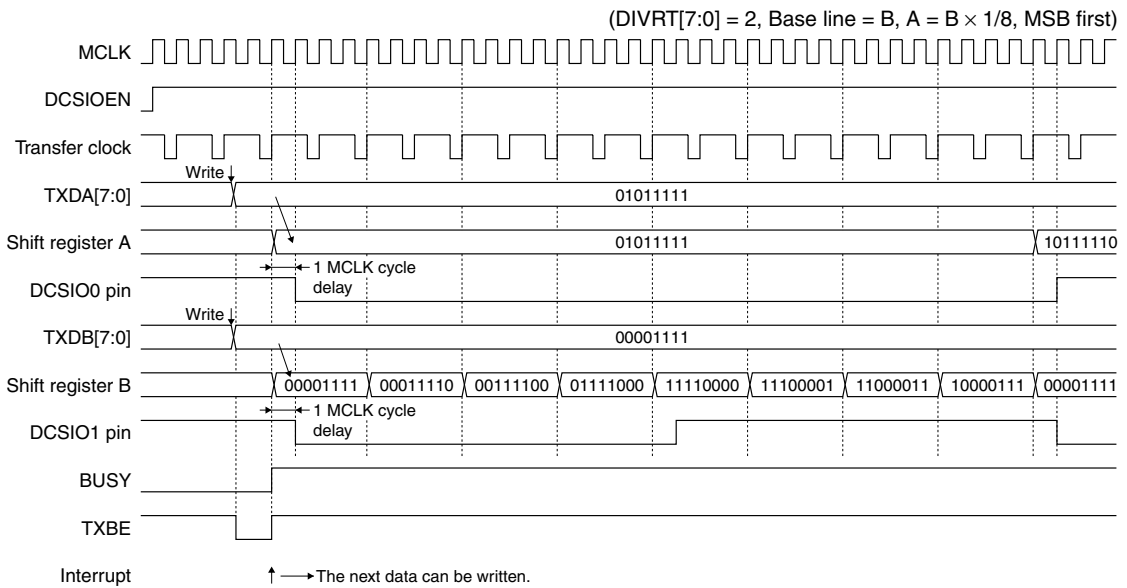 (DIVRT[7:0] = 2, Base line = B, A = B × 1/8, MSB first)
MCLK
DCSIOEN
Transfer clock
Write
TXDA[7:0] 01011111
Shift register A 01011111 10111110
1 MCLK cycle
delay
DCSIO0 pin
Write
TXDB[7:0] 00001111
Shift register B 00001111 00011110 00111100 01111000 11110000 11100001 11000011 10000111 00001111
1 MCLK cycle
delay
DCSIO1 pin
BUSY
TXBE
Interrupt The next data can be written.